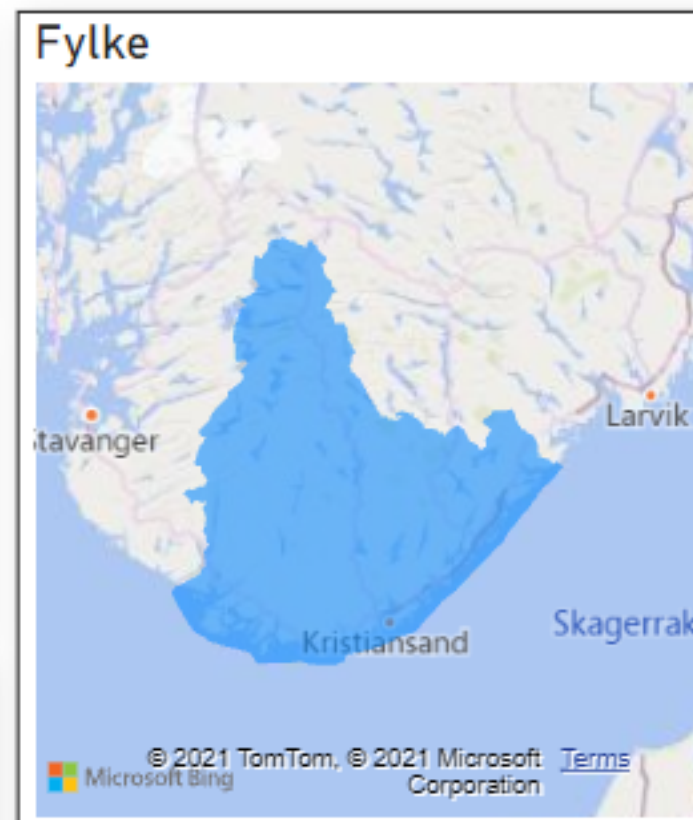 Fylke
tavanger
Larvik
Kristiansand
Skagerrak
© 2021 TomTom, © 2021 Microsoft Corporation Terms
Microsoft Bing